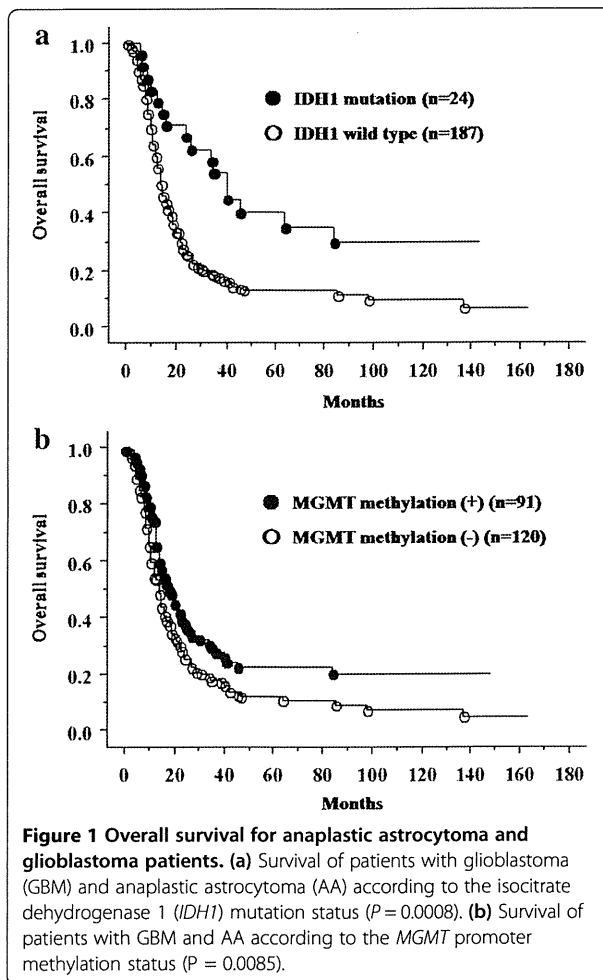 a
1.0
0.8
0.6
0.4
0.2
0.0
Overall survival
IDH1 mutation (n=24)
IDH1 wild type (n=187)
0 20 40 60 80 100 120 140 160 180
Months
b
1.0
0.8
0.6
0.4
0.2
0.0
Overall survival
MGMT methylation (+) (n=91)
MGMT methylation (-) (n=120)
0 20 40 60 80 100 120 140 160 180
Months
Figure 1 Overall survival for anaplastic astrocytoma and
glioblastoma patients. (a) Survival of patients with glioblastoma
(GBM) and anaplastic astrocytoma (AA) according to the isocitrate
dehydrogenase 1 (IDH1) mutation status (P = 0.0008). (b) Survival of
patients with GBM and AA according to the MGMT promoter
methylation status (P = 0.0085).